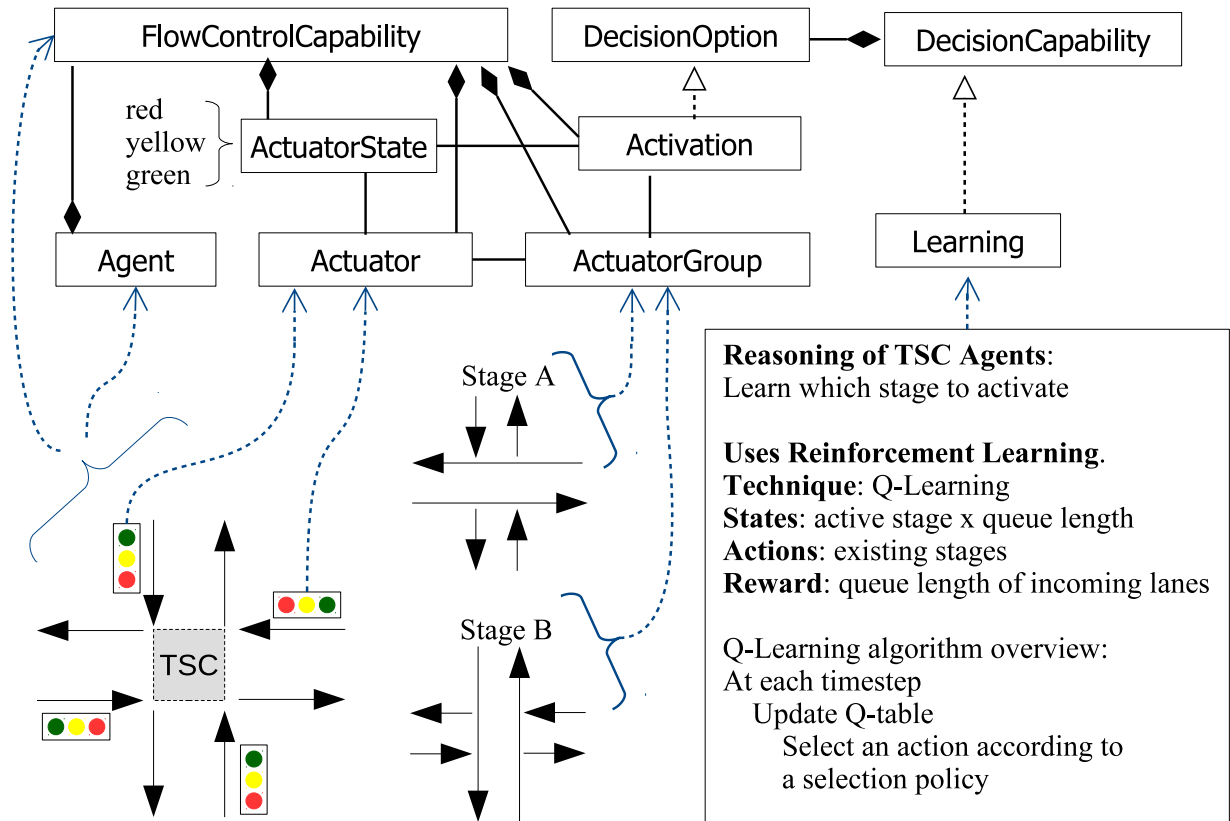 FlowControlCapability
DecisionOption
DecisionCapability
red
yellow
green
ActuatorState
Activation
Agent
Actuator
ActuatorGroup
Learning
Stage A
Stage B
TSC
Reasoning of TSC Agents:
Learn which stage to activate
Uses Reinforcement Learning.
Technique: Q-Learning
States: active stage x queue length
Actions: existing stages
Reward: queue length of incoming lanes
Q-Learning algorithm overview:
At each timestep
Update Q-table
Select an action according to
a selection policy